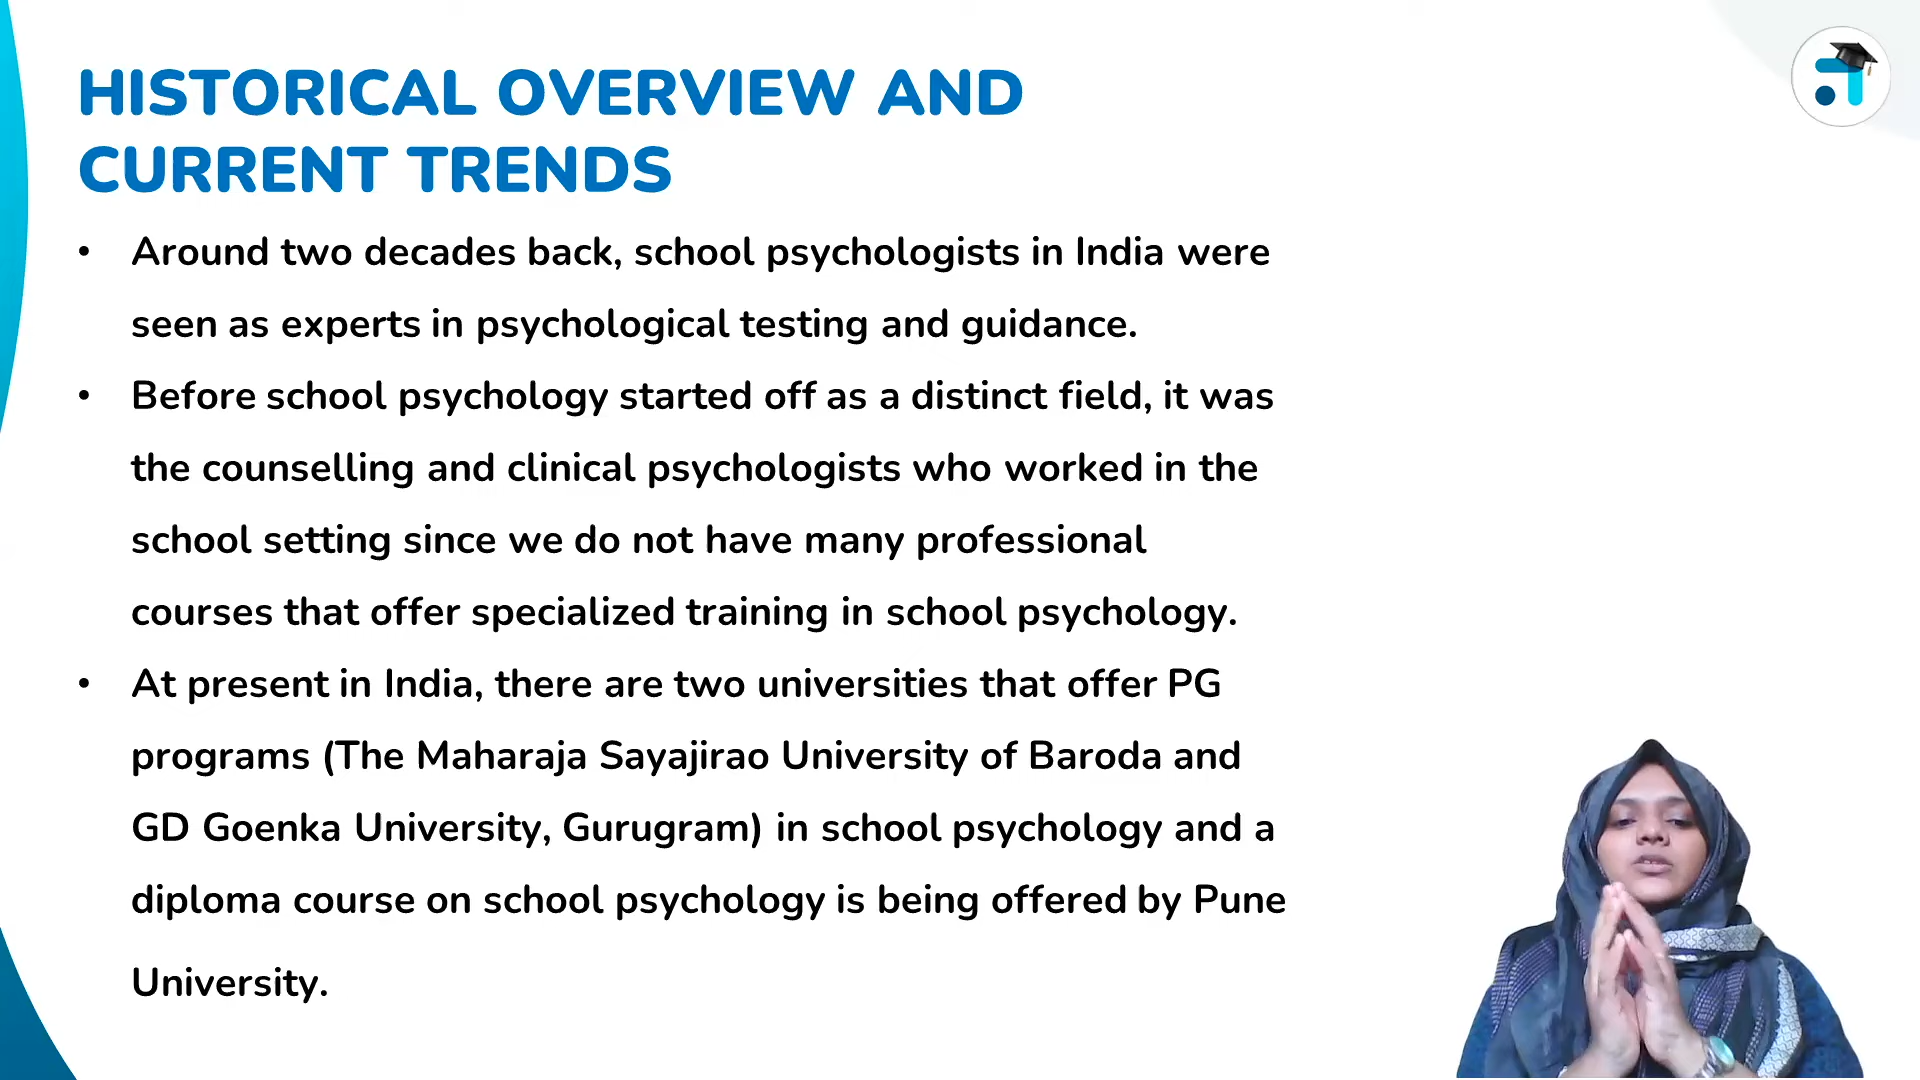 HISTORICAL OVERVIEW AND
CURRENT TRENDS
• Around two decades back, school psychologists in India were
seen as experts in psychological testing and guidance.
• Before school psychology started off as a distinct field, it was
the counselling and clinical psychologists who worked in the
school setting since we do not have many professional
courses that offer specialized training in school psychology.
• At present in India, there are two universities that offer PG
programs (The Maharaja Sayajirao University of Baroda and
GD Goenka University, Gurugram) in school psychology and a
diploma course on school psychology is being offered by Pune
University.